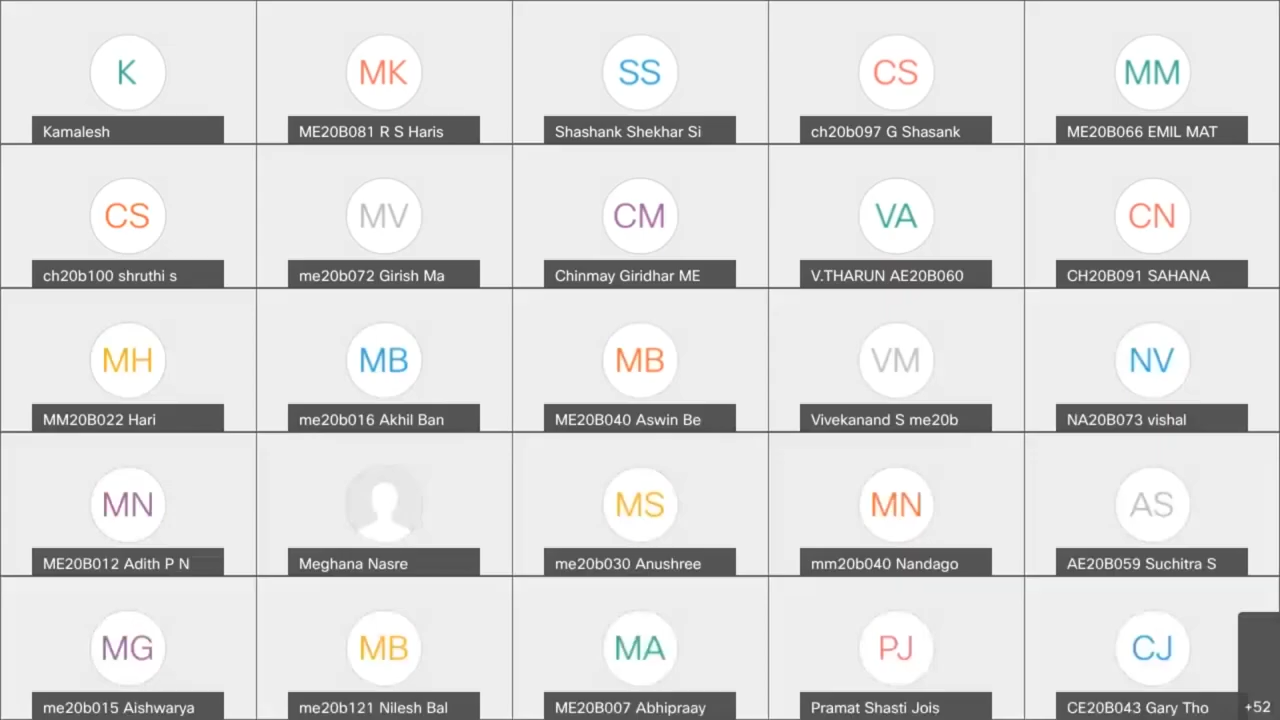 K
MK
SS
CS
MM
Kamalesh
ME20B081 R S Haris
Shashank Shekhar Si
ch20b097 G Shasank
ME20B066 EMIL MAT
CS
MV
CM
VA
CN
ch20b100 shruthi s
me20b072 Girish Ma
Chinmay Giridhar ME
V.THARUN AE20B060
CH20B091 SAHANA
MH
MB
MB
VM
NV
MM20B022 Hari
me20b016 Akhil Ban
ME20B040 Aswin Be
Vivekanand S me20b
NA20B073 vishal
MN
MS
MN
AS
ME20B012 Adith P N
Meghana Nasre
me20b030 Anushree
mm20b040 Nandago
AE20B059 Suchitra S
MG
MB
MA
PJ
CJ
me20b015 Aishwarya
me20b121 Nilesh Bal
ME20B007 Abhipraay
Pramat Shasti Jois
CE20B043 Gary Tho
+52